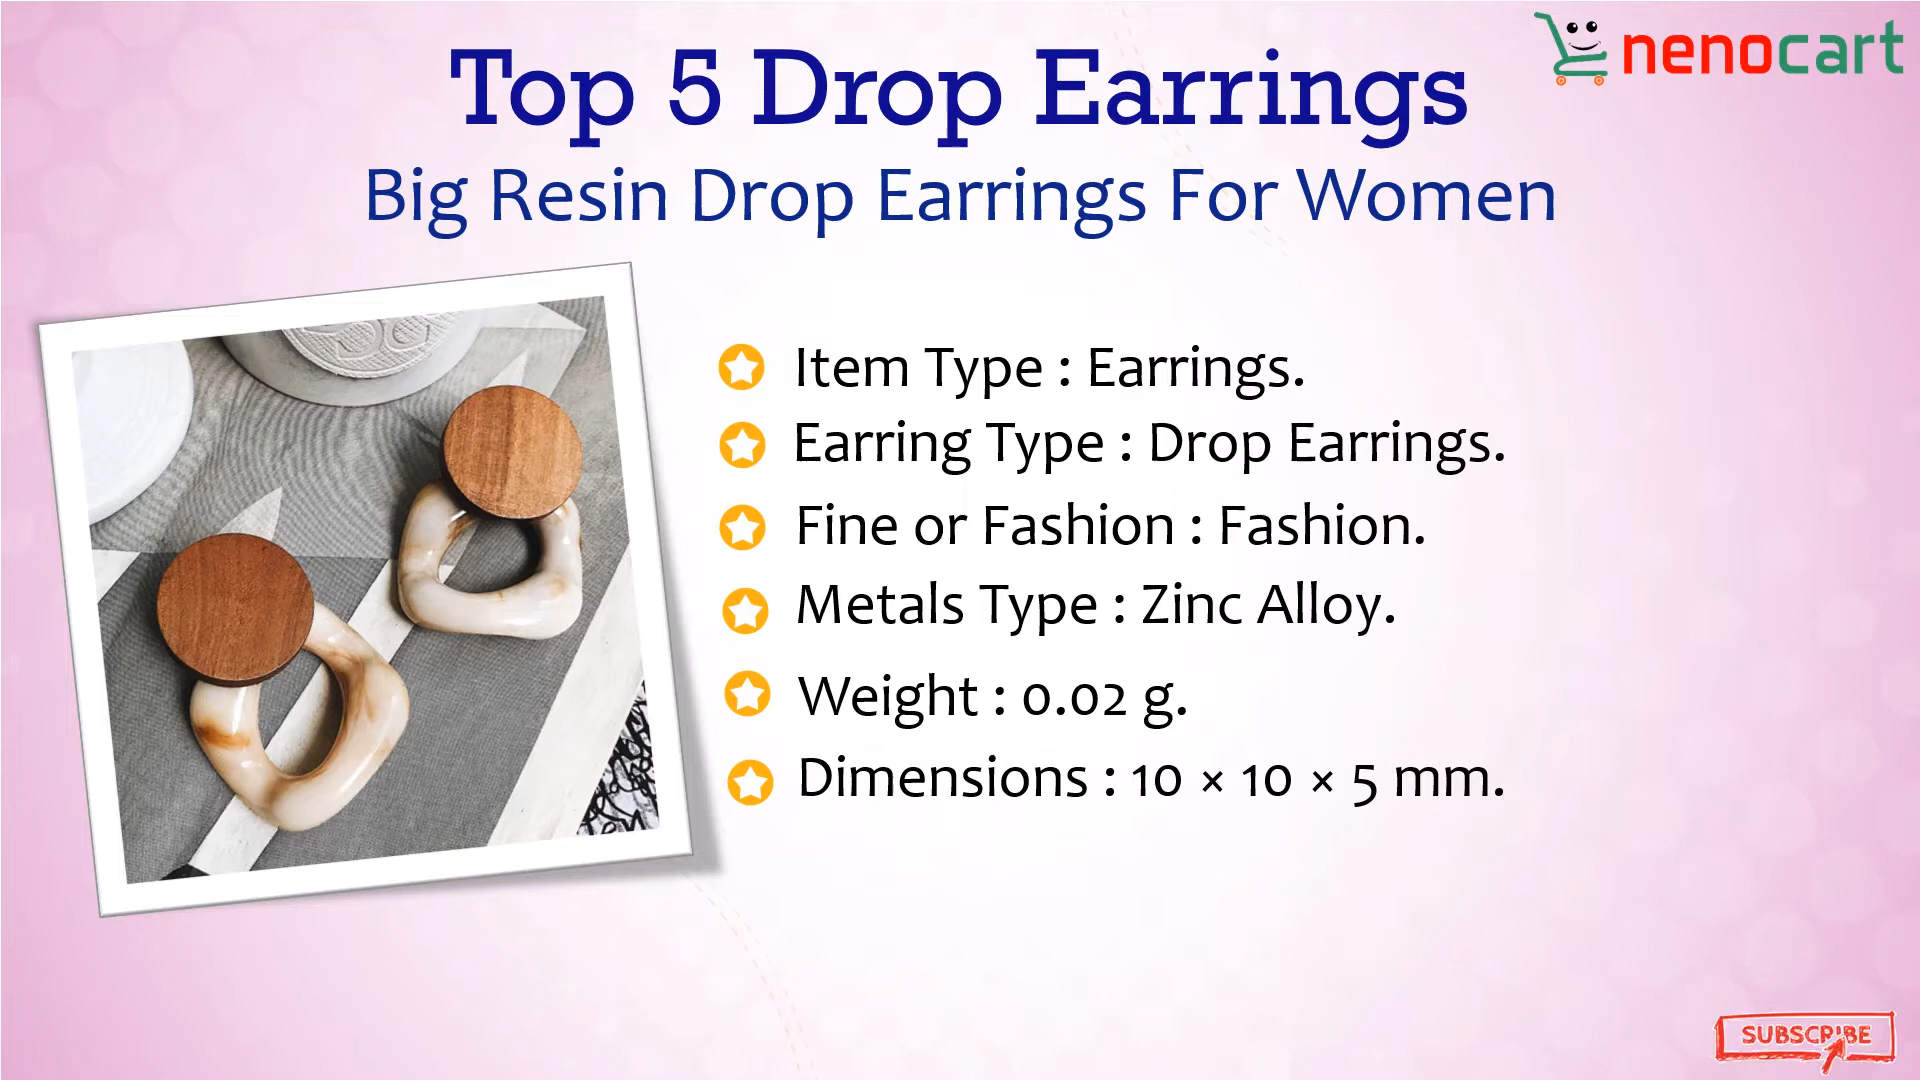 nenocart
Top 5 Drop Earrings
Big Resin Drop Earrings For Women
Item Type : Earrings.
Earring Type : Drop Earrings.
Fine or Fashion : Fashion.
Metals Type : Zinc Alloy.
Weight : 0.02 g.
Dimensions : 10 × 10 × 5 mm.
SUBSCRIBE